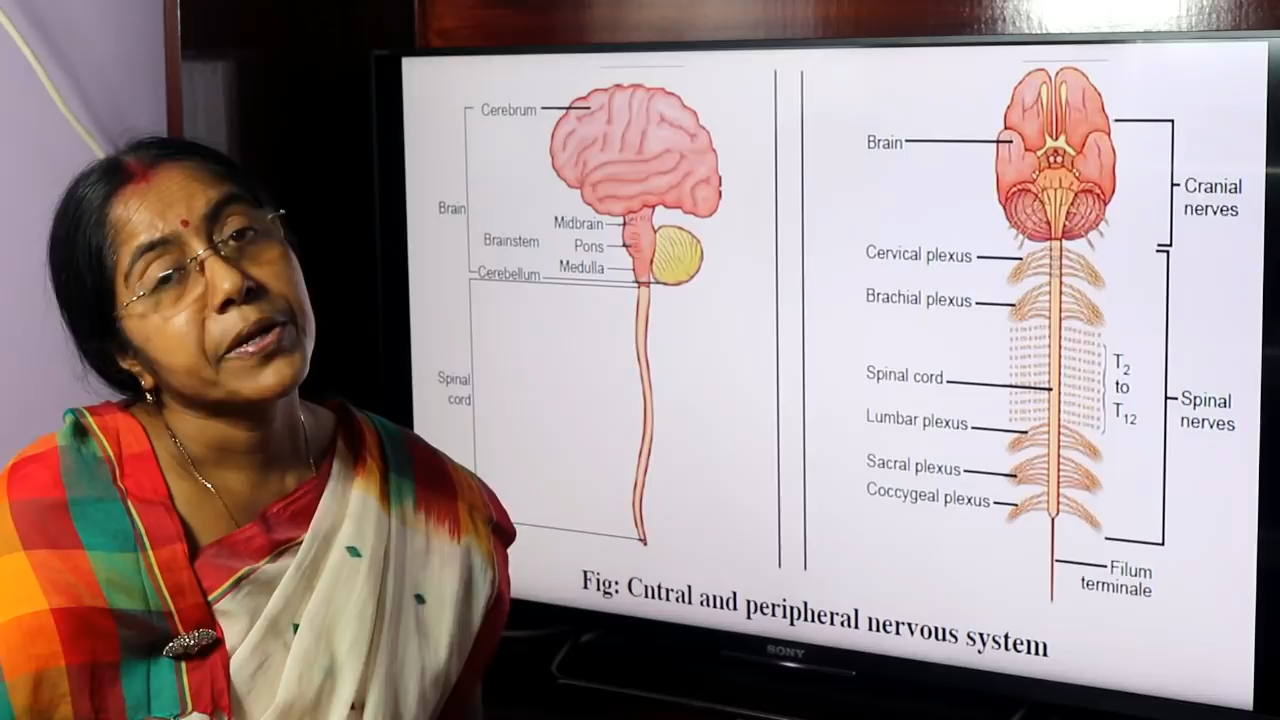 Cerebrum
Brain
Midbrain
Brainstem
Pons
Medulla
Cerebellum
Spinal
cord
Brain
Cranial
nerves
Cervical plexus
Brachial plexus
T2
to
T12
Spinal cord
Spinal
nerves
Lumbar plexus
Sacral plexus
Coccygeal plexus
Filum
terminale
Fig: Cntral and peripheral nervous system
SONY